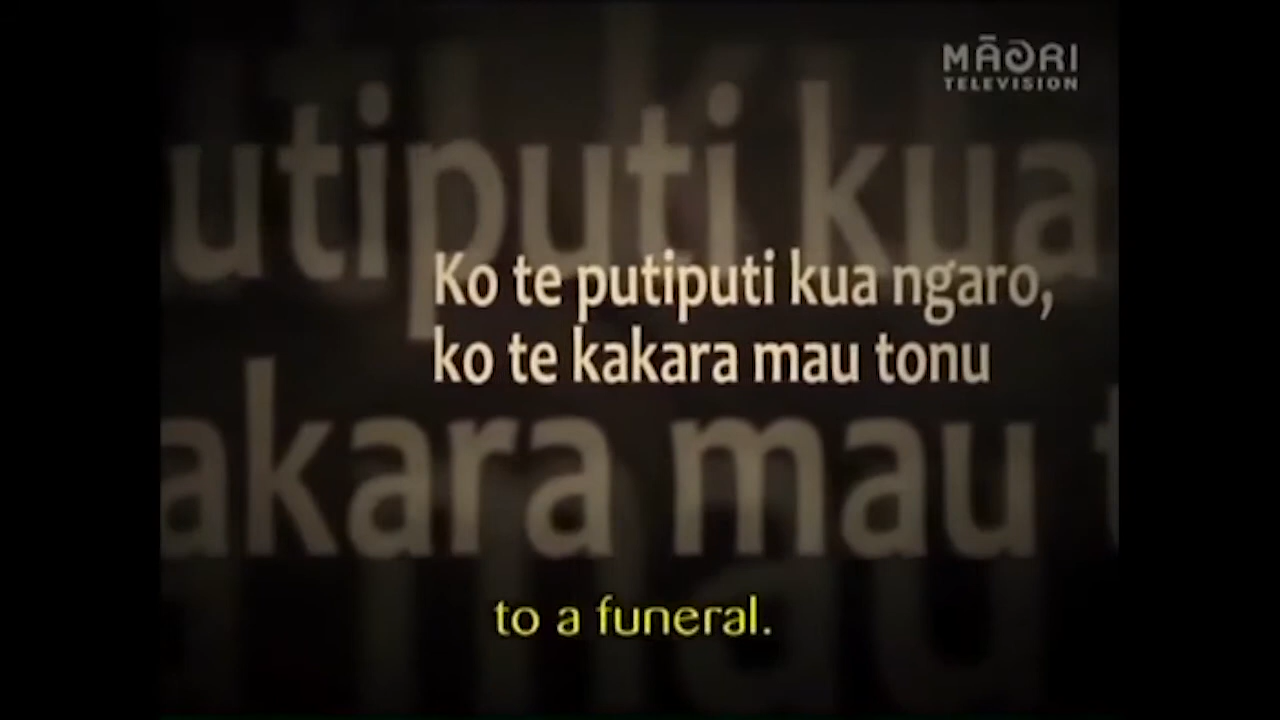 MĀORI
TELEVISION
utiputi kua
Ko te putiputi kua ngaro,
ko te kakara mau tonu
akara mau t
to a funeral.